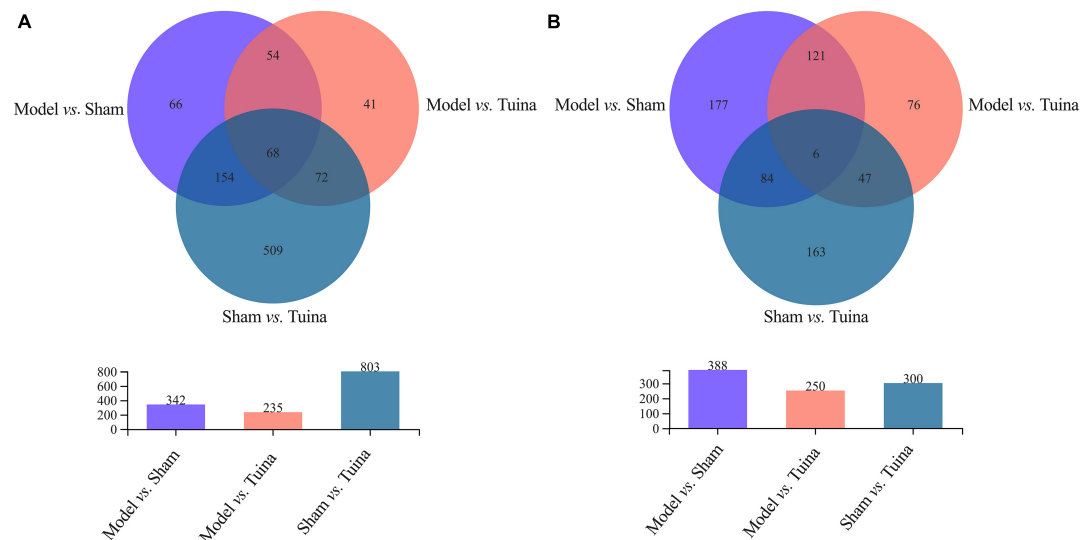 A
54
66
41
Model vs. Sham
Model vs. Tuina
68
154
72
509
Sham vs. Tuina
800
600
400
200
0
342
235
803
Model vs. Sham
Model vs. Tuina
Sham vs. Tuina
B
121
177
76
Model vs. Sham
Model vs. Tuina
6
84
47
163
Sham vs. Tuina
300
200
100
0
388
250
300
Model vs. Sham
Model vs. Tuina
Sham vs. Tuina